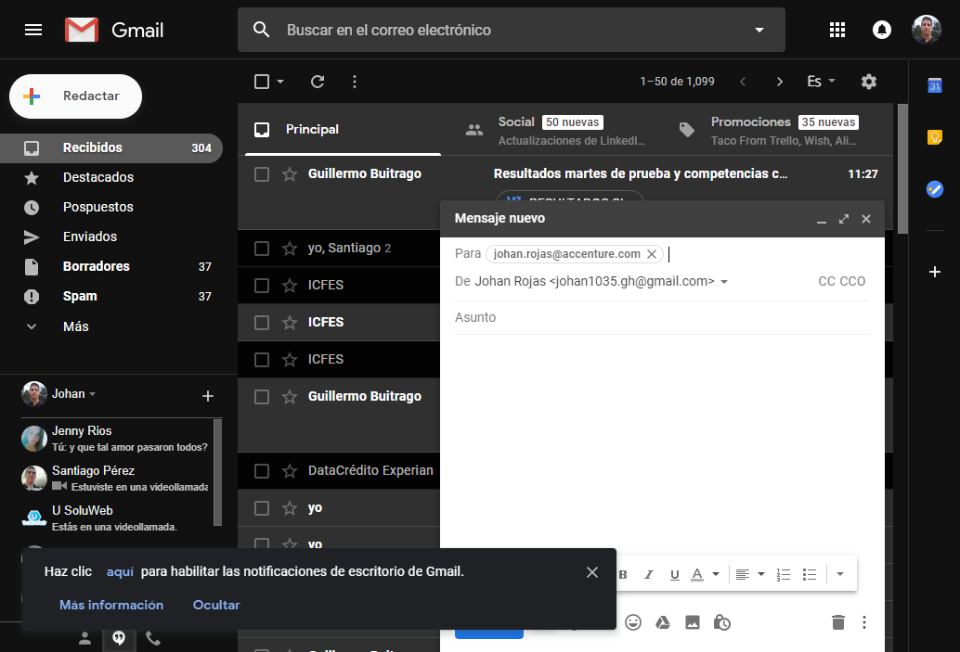 Gmail
Buscar en el correo electrónico
Redactar
1–50 de 1,099
Es
Recibidos 304
Destacados
Pospuestos
Enviados
Borradores 37
Spam 37
Más
Principal
Social 50 nuevas
Actualizaciones de LinkedI…
Promociones 35 nuevas
Taco From Trello, Wish, Ali…
Guillermo Buitrago Resultados martes de prueba y competencias c… 11:27
yo, Santiago 2
ICFES
ICFES
ICFES
Guillermo Buitrago
DataCrédito Experian
yo
yo
Mensaje nuevo
Para johan.rojas@accenture.com
De Johan Rojas <johan1035.gh@gmail.com> CC CCO
Asunto
Johan
Jenny Rios
Tú: y que tal amor pasaron todos?
Santiago Pérez
Estuviste en una videollamada
U SoluWeb
Estás en una videollamada.
Haz clic aquí para habilitar las notificaciones de escritorio de Gmail.
Más información Ocultar
B I U A
31